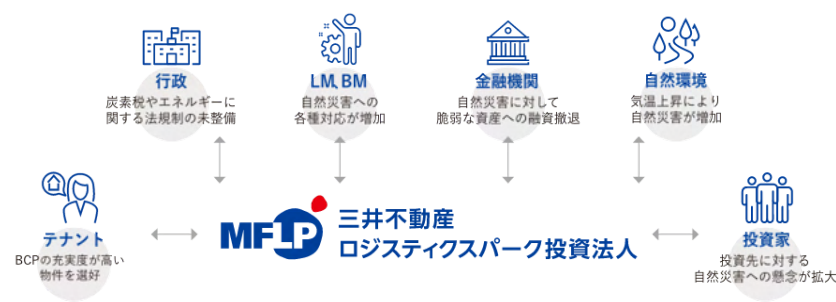 行政
炭素税やエネルギーに
関する法規制の未整備
LM、BM
自然災害への
各種対応が増加
金融機関
自然災害に対して
脆弱な資産への融資撤退
自然環境
気温上昇により
自然災害が増加
テナント
BCPの充実度が高い
物件を選好
MFLP
三井不動産
ロジスティクスパーク投資法人
投資家
投資先に対する
自然災害への懸念が拡大